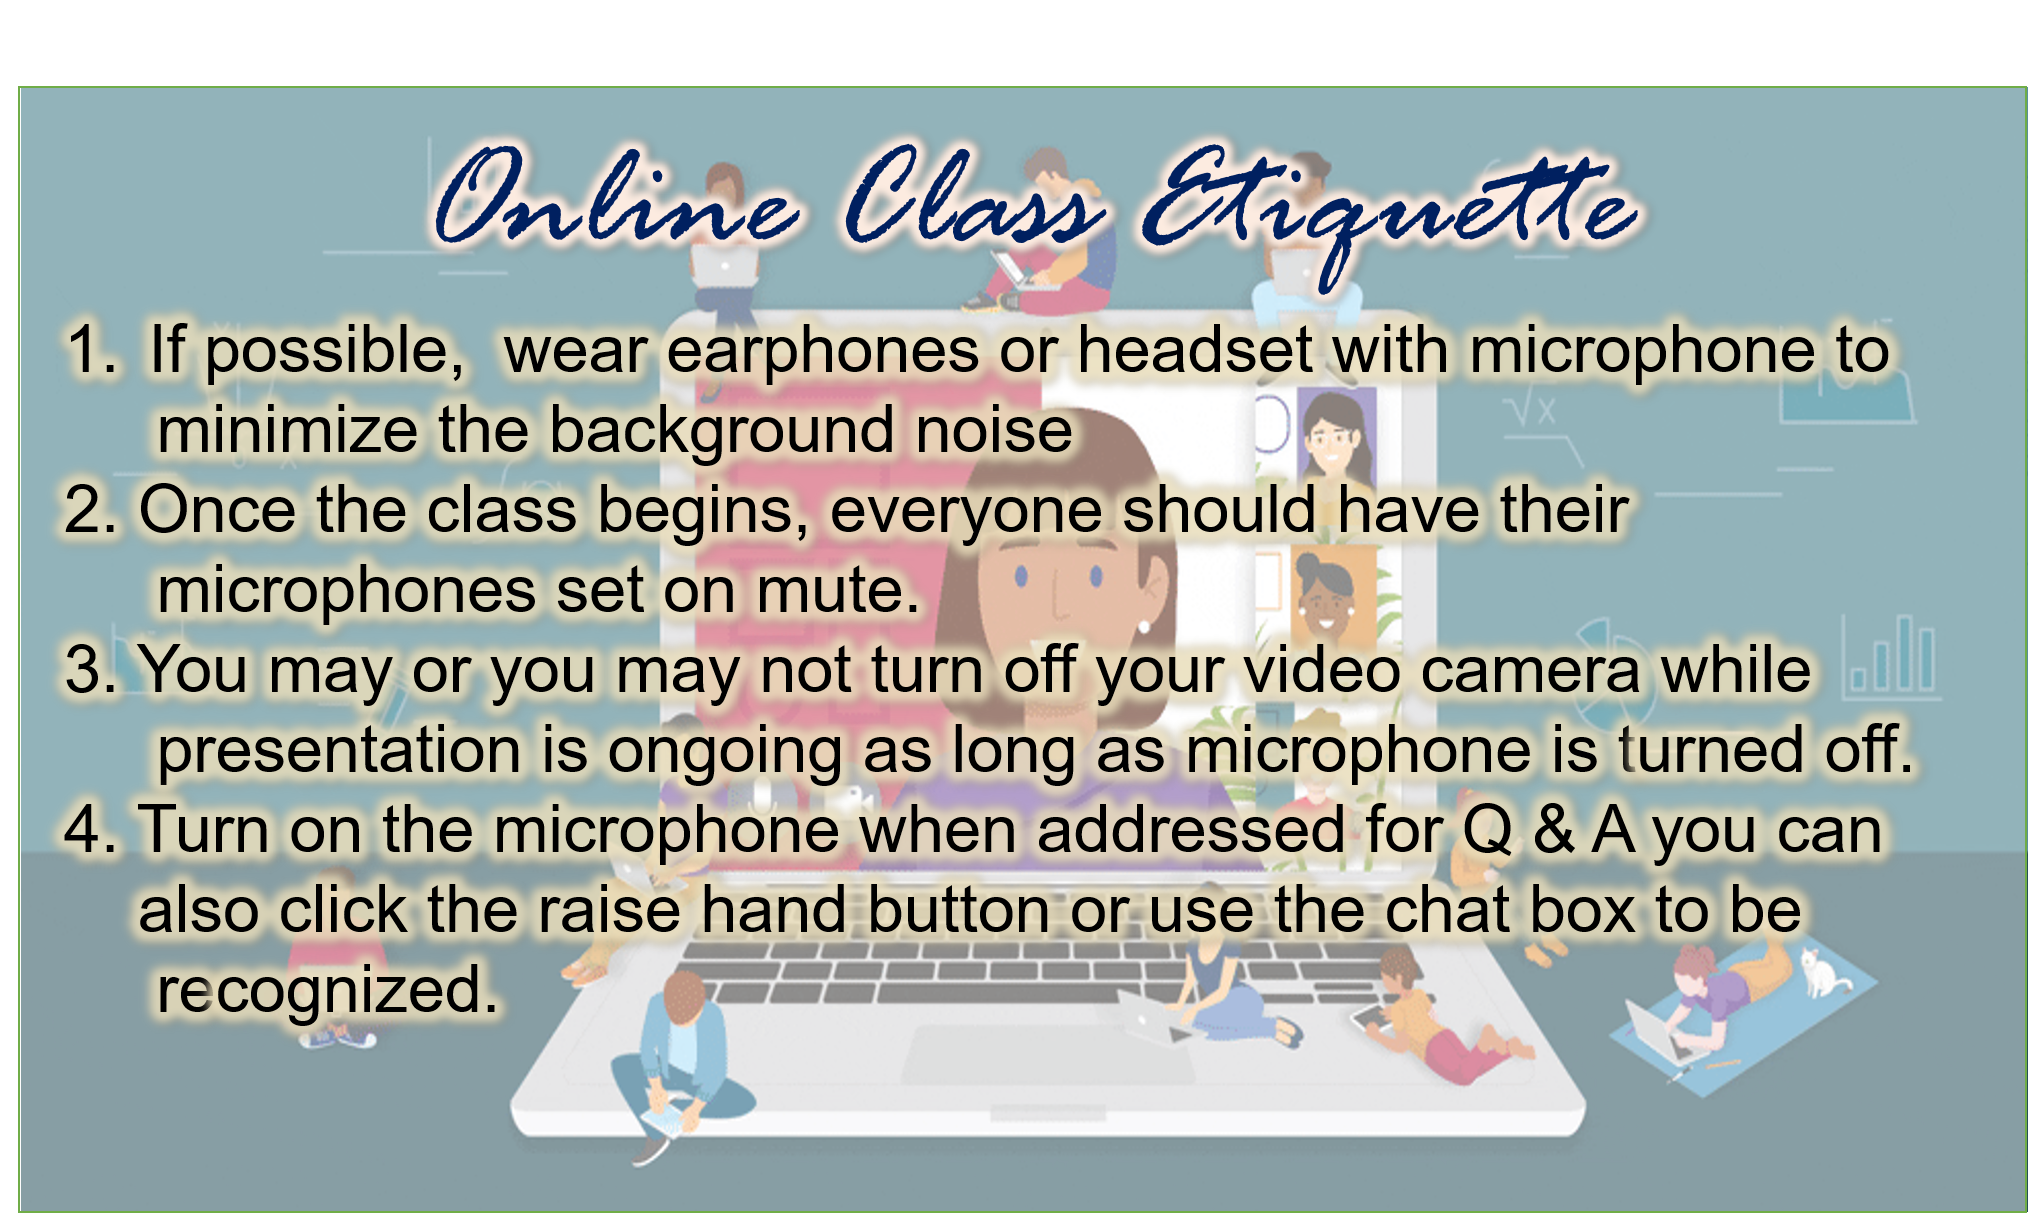 Online Class Etiquette
1. If possible,  wear earphones or headset with microphone to
minimize the background noise
2. Once the class begins, everyone should have their
microphones set on mute.
3. You may or you may not turn off your video camera while
presentation is ongoing as long as microphone is turned off.
4. Turn on the microphone when addressed for Q & A you can
also click the raise hand button or use the chat box to be
recognized.